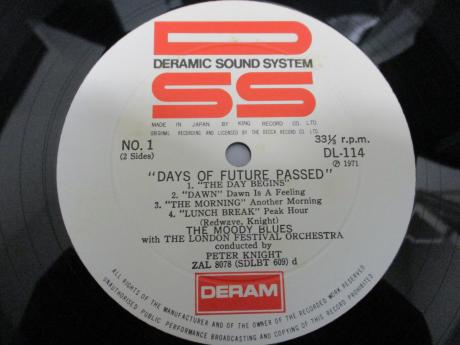 DSS
DERAMIC SOUND SYSTEM
MADE IN JAPAN BY KING RECORD CO. LTD.
ORIGINAL RECORDING AND LICENSED BY THE DECCA RECORD CO. LTD.
NO. 1
(2 Sides)
33⅓ r.p.m.
DL-114
Ⓟ 1971
"DAYS OF FUTURE PASSED"
1. "THE DAY BEGINS"
2. "DAWN" Dawn Is A Feeling
3. "THE MORNING" Another Morning
4. "LUNCH BREAK" Peak Hour
(Redwave, Knight)
THE MOODY BLUES
with THE LONDON FESTIVAL ORCHESTRA
conducted by
PETER KNIGHT
ZAL 8078 (SDLBT 609) d
DERAM
ALL RIGHTS OF THE MANUFACTURER AND OF THE OWNER OF THE RECORDED WORK RESERVED
UNAUTHORISED PUBLIC PERFORMANCE BROADCASTING AND COPYING OF THIS RECORD PROHIBITED